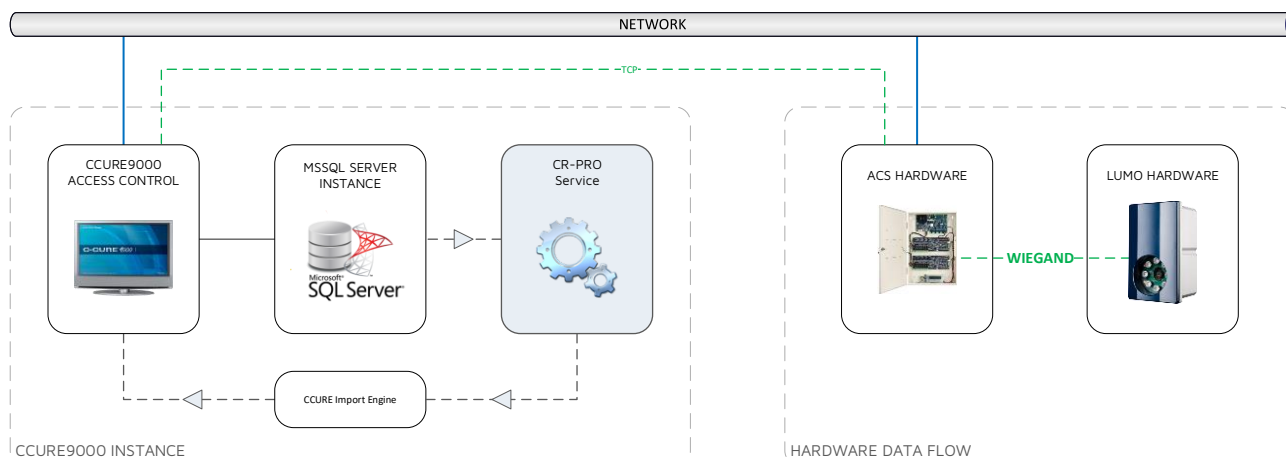 NETWORK
TCP
CCURE9000
ACCESS CONTROL
MSSQL SERVER
INSTANCE
CR-PRO
Service
ACS HARDWARE
LUMO HARDWARE
Microsoft®
SQL Server
WIEGAND
CCURE Import Engine
CCURE9000 INSTANCE
HARDWARE DATA FLOW